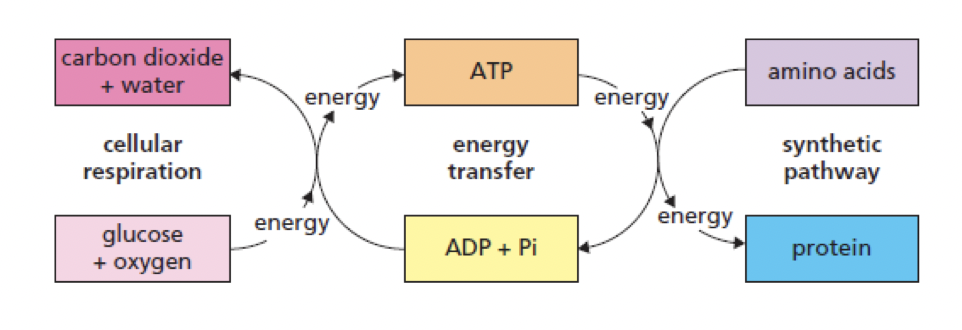 carbon dioxide
+ water
ATP
amino acids
energy
energy
cellular
respiration
energy
transfer
synthetic
pathway
energy
energy
glucose
+ oxygen
ADP + Pi
protein